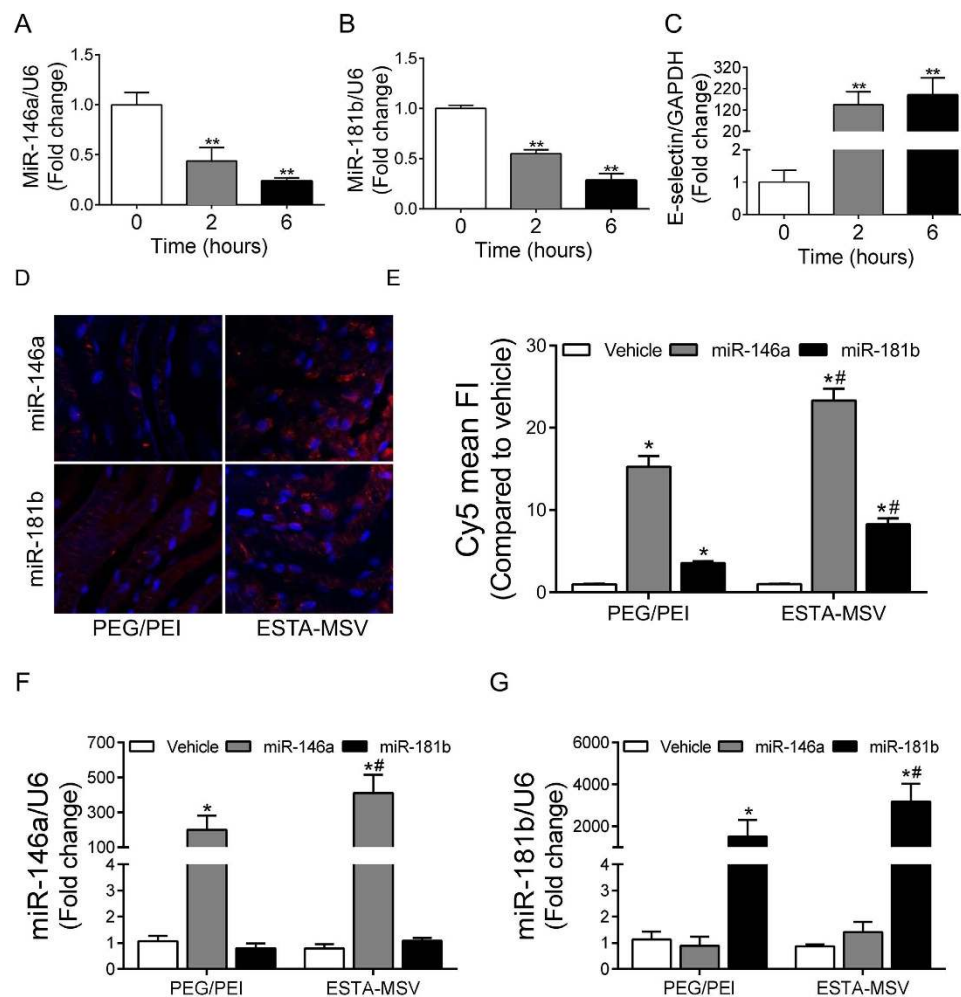 A
MiR-146a/U6
(Fold change)
1.5
1.0
0.5
0.0
**
**
0 2 6
Time (hours)
B
MiR-181b/U6
(Fold change)
1.5
1.0
0.5
0.0
**
**
0 2 6
Time (hours)
C
E-selectin/GAPDH
(Fold change)
320
220
120
20
2
1
0
**
**
0 2 6
Time (hours)
D
miR-146a
miR-181b
PEG/PEI ESTA-MSV
E
Cy5 mean FI
(Compared to vehicle)
Vehicle miR-146a miR-181b
30
20
10
0
*
*
*#
*#
PEG/PEI ESTA-MSV
F
miR-146a/U6
(Fold change)
Vehicle miR-146a miR-181b
700
500
300
100
4
3
2
1
0
*
*#
PEG/PEI ESTA-MSV
G
miR-181b/U6
(Fold change)
Vehicle miR-146a miR-181b
6000
4000
2000
4
3
2
1
0
*
*#
PEG/PEI ESTA-MSV